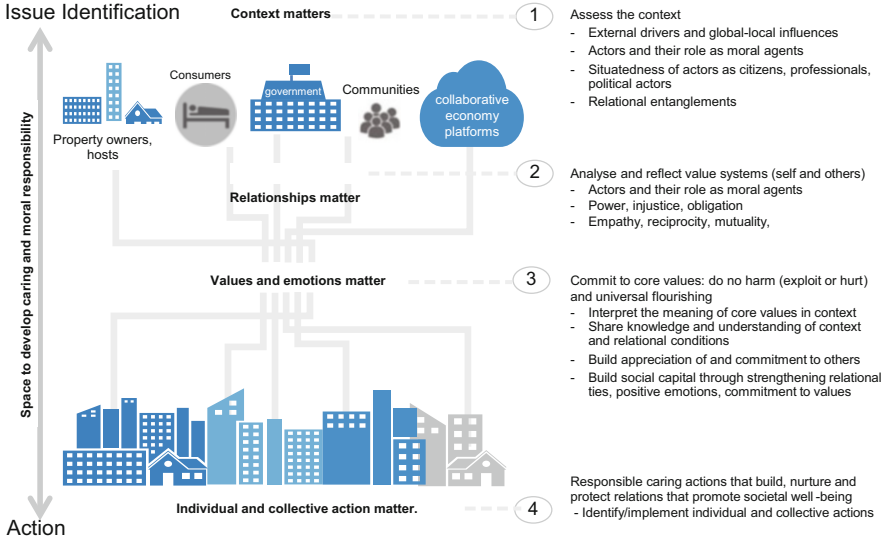 Issue Identification
Context matters
1
Assess the context
- External drivers and global-local influences
- Actors and their role as moral agents
- Situatedness of actors as citizens, professionals,
political actors
- Relational entanglements
Consumers
government
Communities
collaborative
economy
platforms
Property owners,
hosts
Space to develop caring and moral responsibility
2
Analyse and reflect value systems (self and others)
- Actors and their role as moral agents
- Power, injustice, obligation
- Empathy, reciprocity, mutuality,
Relationships matter
Values and emotions matter
3
Commit to core values: do no harm (exploit or hurt)
and universal flourishing
- Interpret the meaning of core values in context
- Share knowledge and understanding of context
and relational conditions
- Build appreciation of and commitment to others
- Build social capital through strengthening relational
ties, positive emotions, commitment to values
Individual and collective action matter.
4
Responsible caring actions that build, nurture and
protect relations that promote societal well -being
- Identify/implement individual and collective actions
Action